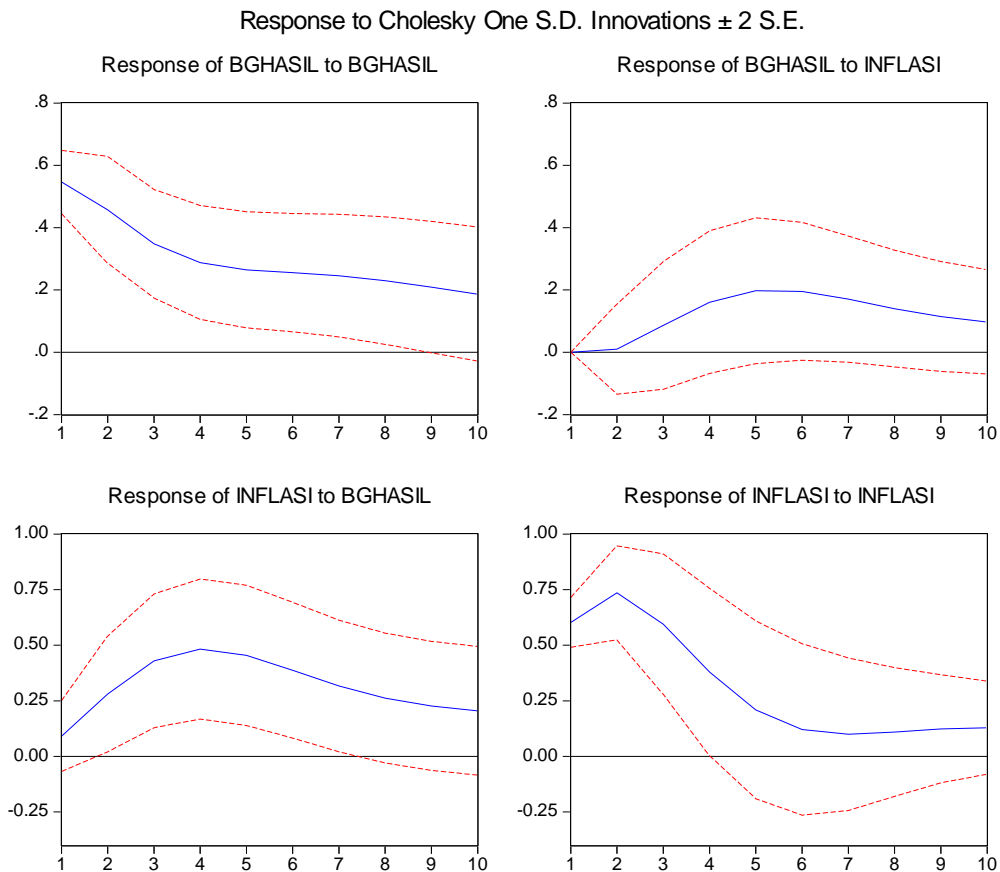 Response to Cholesky One S.D. Innovations ± 2 S.E.
Response of BGHASIL to BGHASIL
.8
.6
.4
.2
.0
-.2
1 2 3 4 5 6 7 8 9 10
Response of BGHASIL to INFLASI
.8
.6
.4
.2
.0
-.2
1 2 3 4 5 6 7 8 9 10
Response of INFLASI to BGHASIL
1.00
0.75
0.50
0.25
0.00
-0.25
1 2 3 4 5 6 7 8 9 10
Response of INFLASI to INFLASI
1.00
0.75
0.50
0.25
0.00
-0.25
1 2 3 4 5 6 7 8 9 10